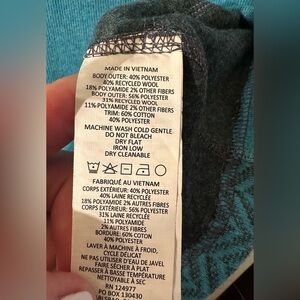 MADE IN VIETNAM
BODY OUTER: 40% POLYESTER
40% RECYCLED WOOL
18% POLYAMIDE 2% OTHER FIBERS
BODY OUTER: 56% POLYESTER
31% RECYCLED WOOL
11% POLYAMIDE 2% OTHER FIBERS
TRIM: 60% COTTON
40% POLYESTER
MACHINE WASH COLD GENTLE
DO NOT BLEACH
DRY FLAT
IRON LOW
DRY CLEANABLE
FABRIQUÉ AU VIETNAM
CORPS EXTÉRIEUR: 40% POLYESTER
40% LAINE RECYCLÉE
18% POLYAMIDE 2% AUTRES FIBRES
CORPS EXTÉRIEUR: 56% POLYESTER
31% LAINE RECYCLÉE
11% POLYAMIDE
2% AUTRES FIBRES
BORDURE: 60% COTON
40% POLYESTER
LAVER À MACHINE À FROID,
CYCLE DÉLICAT
NE PAS UTILISER D'EAU DE JAVEL
FAIRE SÉCHER À PLAT
REPASSER À BASSE TEMPÉRATURE
NETTOYABLE À SEC
RN 124977
PO BOX 130430